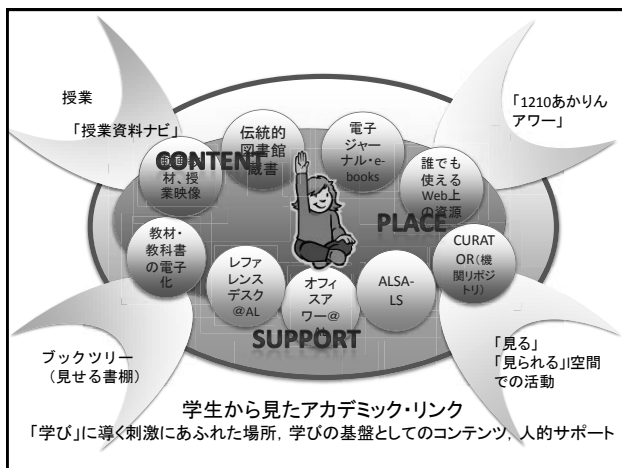 授業
「授業資料ナビ」
「1210あかりん
アワー」
伝統的
図書館
蔵書
電子
ジャー
ナル・e-
books
CONTENT
材、授
業映像
誰でも
使える
Web上
の資源
PLACE
教材・
教科書
の電子
化
レファ
レンス
デスク
@AL
オフィ
スア
ワー@
SUPPORT
ALSA-
LS
CURAT
OR(機
関リポジ
トリ)
ブックツリー
（見せる書棚）
「見る」
「見られる」空間
での活動
学生から見たアカデミック・リンク
「学び」に導く刺激にあふれた場所，学びの基盤としてのコンテンツ，人的サポート